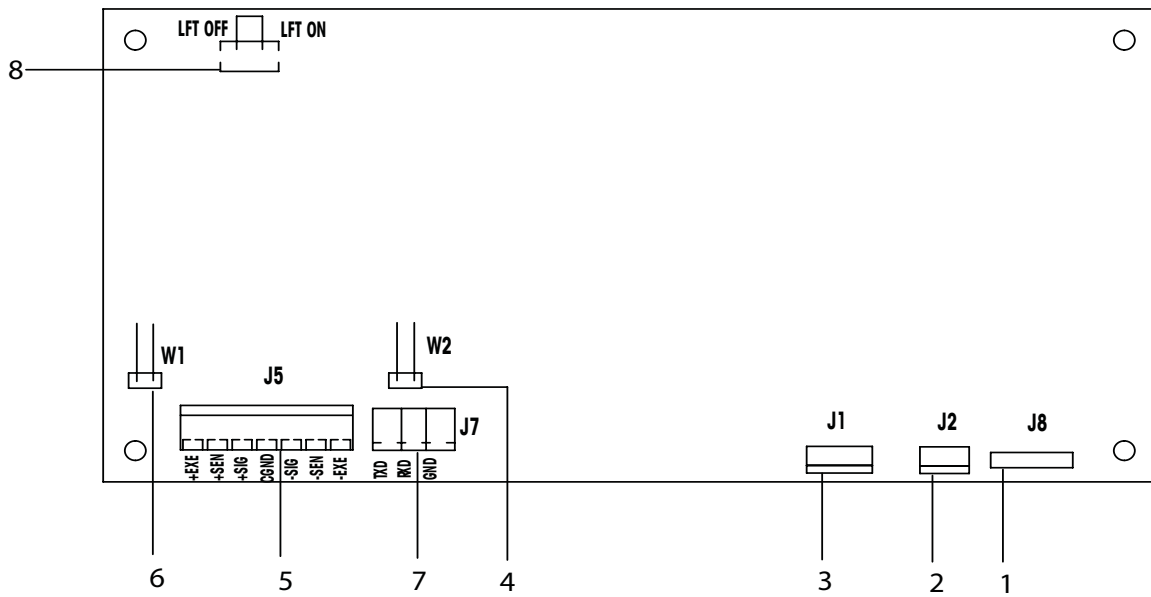 LFT OFF LFT ON
8
W1
W2
J5
J7
J1
J2
J8
+EXE
+SEN
+SIG
CGND
-SIG
-SEN
-EXE
TXD
RXD
GND
6
5
7
4
3
2
1